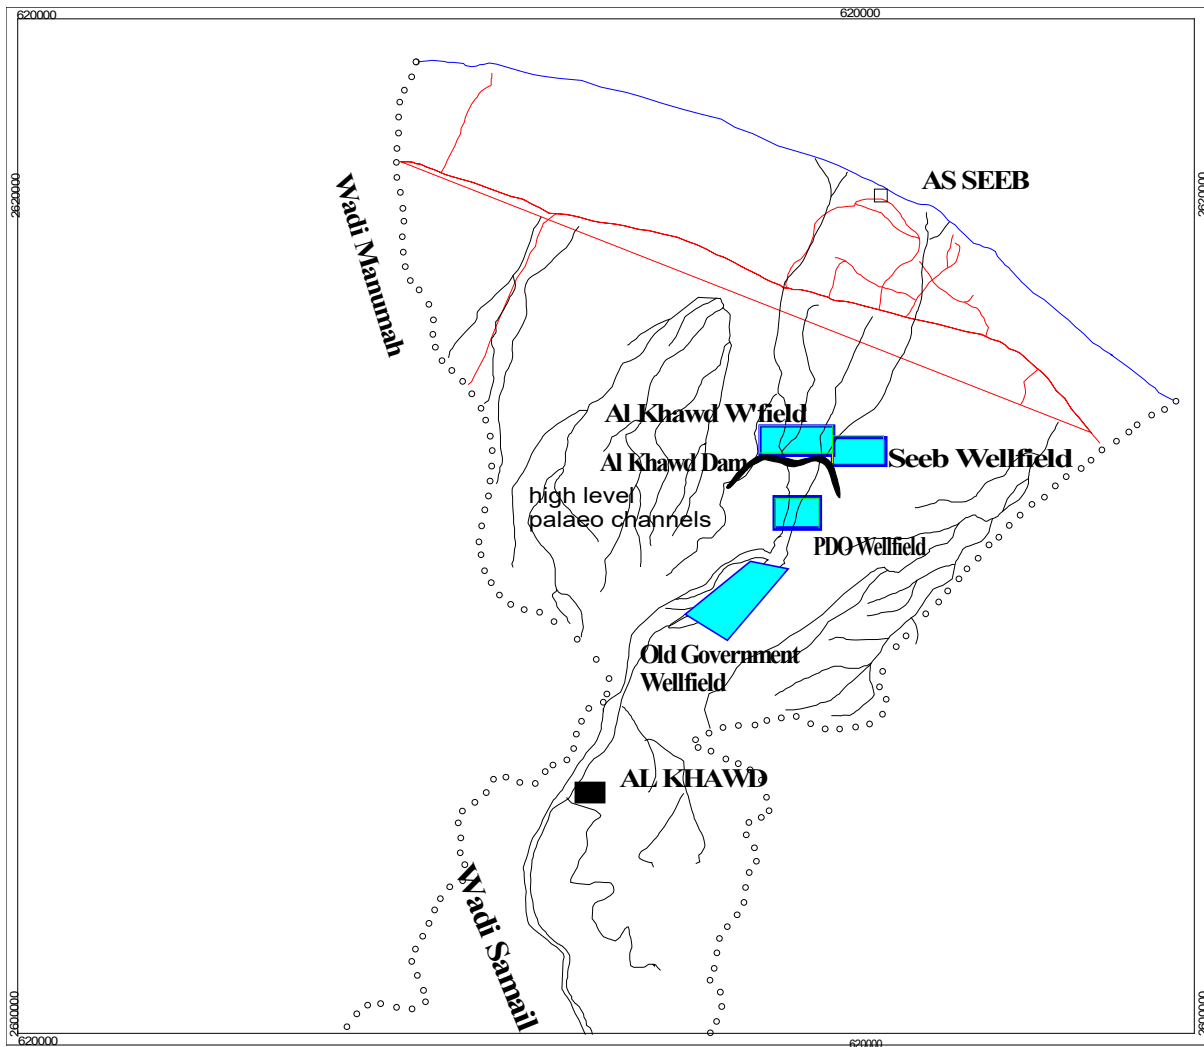 620000
620000
2620000
2620000
AS SEEB
Wadi Manumah
Al Khawd W'field
Al Khawd Dam
Seeb Wellfield
high level
palaeo channels
PDO Wellfield
Old Government
Wellfield
AL KHAWD
Wadi Samail
2600000
2600000
620000
620000